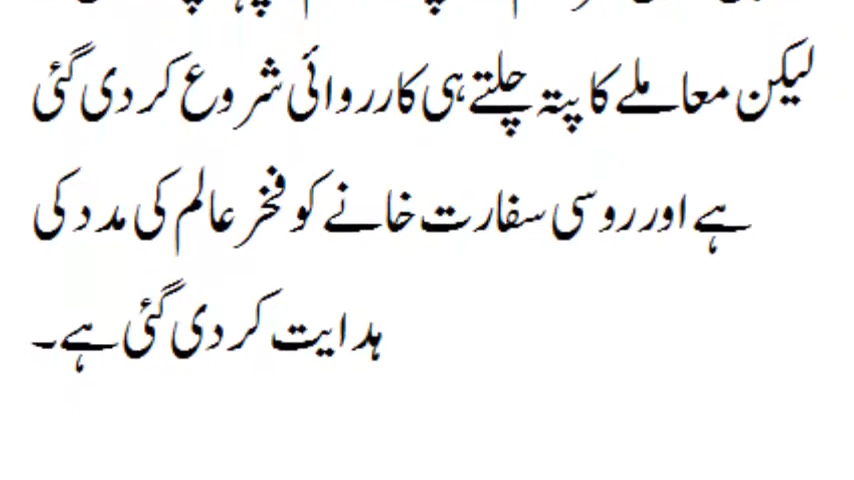 لیکن معاملے کا پتہ چلتے ہی کارروائی شروع کر دی گئی
ہے اور روسی سفارت خانے کو فخر عالم کی مدد کی
ہدایت کر دی گئی ہے۔